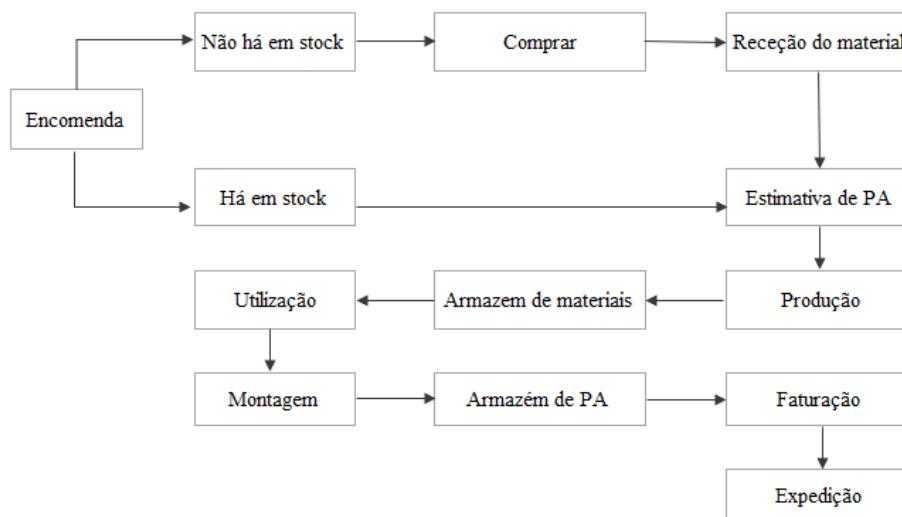 Não há em stock
Comprar
Receção do material
Encomenda
Há em stock
Estimativa de PA
Utilização
Armazem de materiais
Produção
Montagem
Armazém de PA
Faturação
Expedição